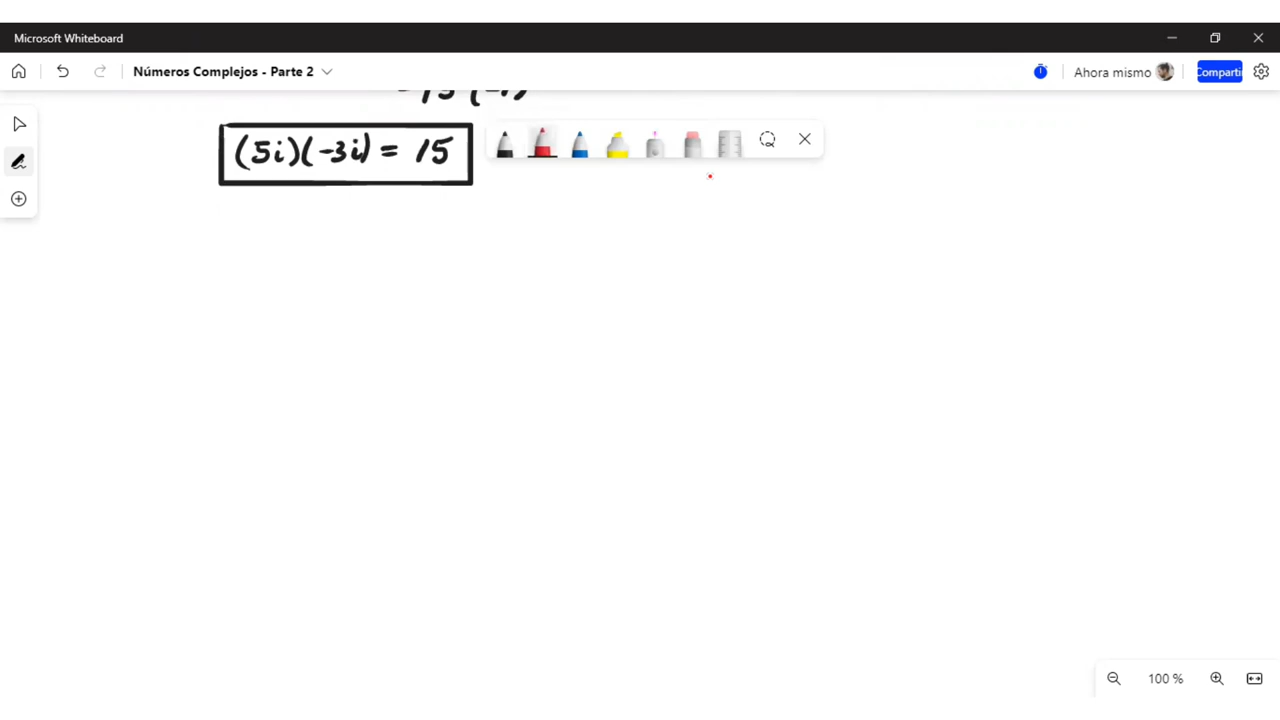 Microsoft Whiteboard
Números Complejos - Parte 2
Ahora mismo
Comparti
(5i)(-3i) = 15
100 %